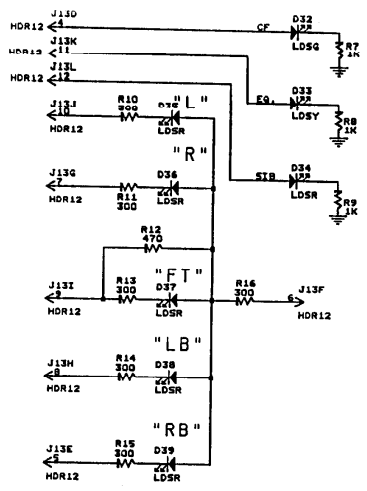 J13D
4
HDR12
CF
D32
LDSG
R7
1K
J13K
11
HDR12
EQ.
D33
LDSY
R8
1K
J13L
12
HDR12
STB
D34
LDSR
R9
1K
"L"
J13J
10
HDR12
R10
300
LDSR
"R"
J13G
7
HDR12
R11
300
D36
LDSR
R12
470
"FT"
J13I
9
HDR12
R13
300
D37
LDSR
R16
300
J13F
6
HDR12
"LB"
J13H
8
HDR12
R14
300
D38
LDSR
"RB"
J13E
5
HDR12
R15
300
D39
LDSR